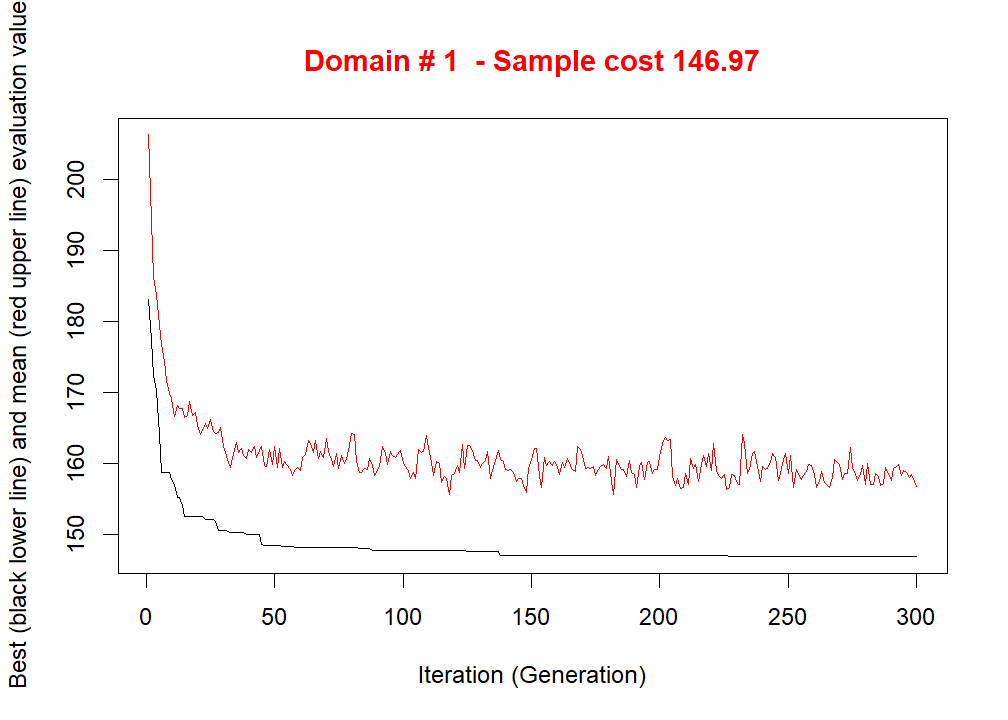 Domain # 1  - Sample cost 146.97
Best (black lower line) and mean (red upper line) evaluation value
200
190
180
170
160
150
0 50 100 150 200 250 300
Iteration (Generation)